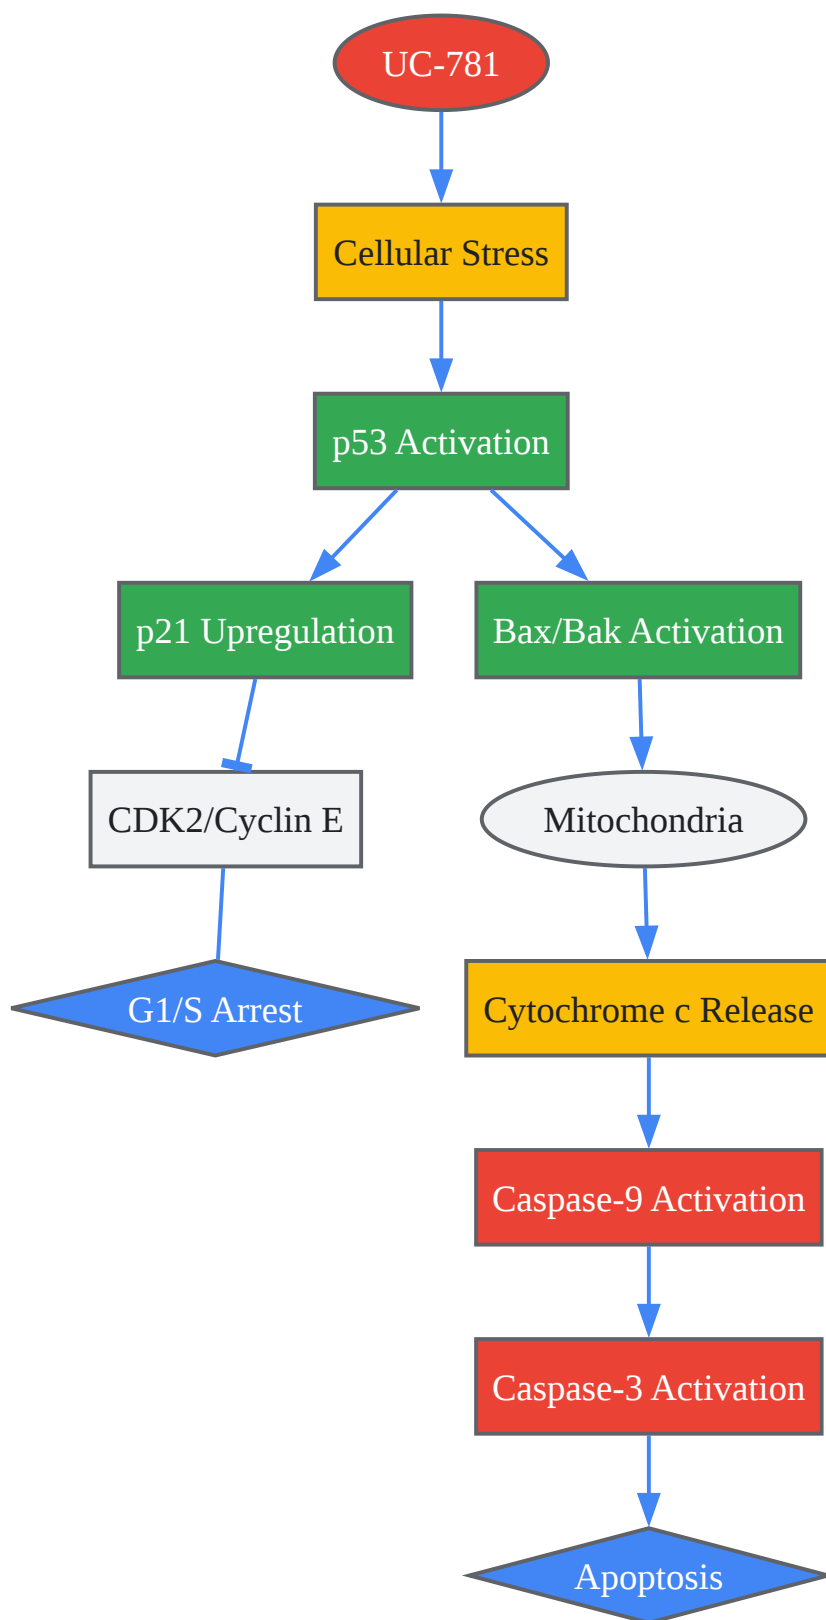 UC-781
Cellular Stress
p53 Activation
p21 Upregulation
Bax/Bak Activation
CDK2/Cyclin E
Mitochondria
G1/S Arrest
Cytochrome c Release
Caspase-9 Activation
Caspase-3 Activation
Apoptosis